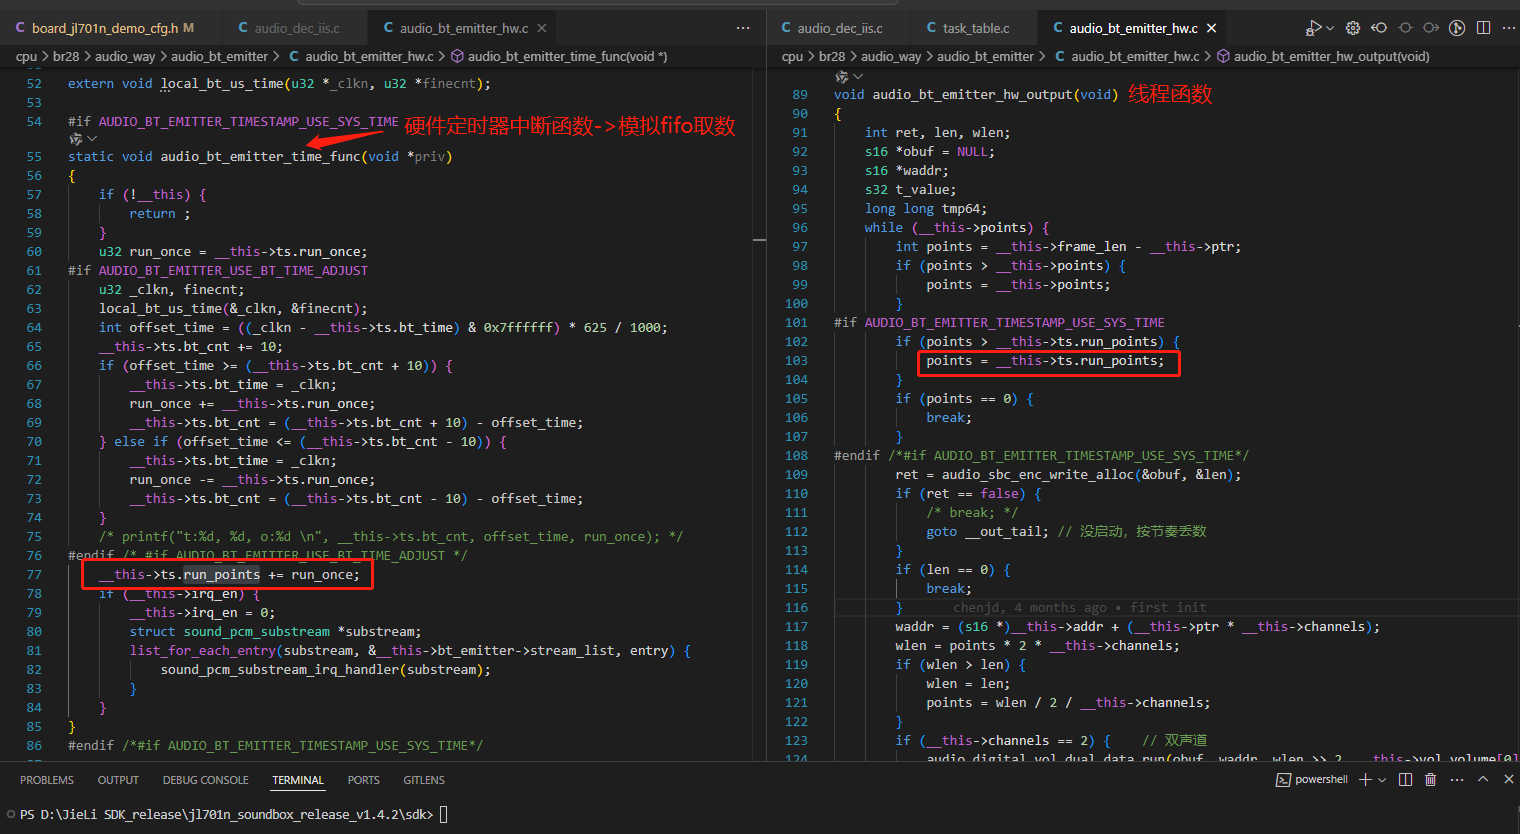 board_jl701n_demo_cfg.h M
audio_dec_iis.c
audio_bt_emitter_hw.c
audio_dec_iis.c
task_table.c
audio_bt_emitter_hw.c
cpu > br28 > audio_way > audio_bt_emitter > C audio_bt_emitter_hw.c > audio_bt_emitter_time_func(void *)
52 extern void local_bt_us_time(u32 *_clkn, u32 *finecnt);
53
54 #if AUDIO_BT_EMITTER_TIMESTAMP_USE_SYS_TIME
硬件定时器中断函数->模拟fifo取数
55 static void audio_bt_emitter_time_func(void *priv)
56 {
57 if (!__this) {
58 return ;
59 }
60 u32 run_once = __this->ts.run_once;
61 #if AUDIO_BT_EMITTER_USE_BT_TIME_ADJUST
62 u32 _clkn, finecnt;
63 local_bt_us_time(&_clkn, &finecnt);
64 int offset_time = ((_clkn - __this->ts.bt_time) & 0x7ffffff) * 625 / 1000;
65 __this->ts.bt_cnt += 10;
66 if (offset_time >= (__this->ts.bt_cnt + 10)) {
67 __this->ts.bt_time = _clkn;
68 run_once += __this->ts.run_once;
69 __this->ts.bt_cnt = (__this->ts.bt_cnt + 10) - offset_time;
70 } else if (offset_time <= (__this->ts.bt_cnt - 10)) {
71 __this->ts.bt_time = _clkn;
72 run_once -= __this->ts.run_once;
73 __this->ts.bt_cnt = (__this->ts.bt_cnt - 10) - offset_time;
74 }
75 /* printf("t:%d, %d, o:%d \n", __this->ts.bt_cnt, offset_time, run_once); */
76 #endif /* #if AUDIO_BT_EMITTER_USE_BT_TIME_ADJUST */
77 __this->ts.run_points += run_once;
78 if (__this->irq_en) {
79 __this->irq_en = 0;
80 struct sound_pcm_substream *substream;
81 list_for_each_entry(substream, &__this->bt_emitter->stream_list, entry) {
82 sound_pcm_substream_irq_handler(substream);
83 }
84 }
85 }
86 #endif /*#if AUDIO_BT_EMITTER_TIMESTAMP_USE_SYS_TIME*/
cpu > br28 > audio_way > audio_bt_emitter > C audio_bt_emitter_hw.c > audio_bt_emitter_hw_output(void)
89 void audio_bt_emitter_hw_output(void) 线程函数
90 {
91 int ret, len, wlen;
92 s16 *obuf = NULL;
93 s16 *waddr;
94 s32 t_value;
95 long long tmp64;
96 while (__this->points) {
97 int points = __this->frame_len - __this->ptr;
98 if (points > __this->points) {
99 points = __this->points;
100 }
101 #if AUDIO_BT_EMITTER_TIMESTAMP_USE_SYS_TIME
102 if (points > __this->ts.run_points) {
103 points = __this->ts.run_points;
104 }
105 if (points == 0) {
106 break;
107 }
108 #endif /*#if AUDIO_BT_EMITTER_TIMESTAMP_USE_SYS_TIME*/
109 ret = audio_sbc_enc_write_alloc(&obuf, &len);
110 if (ret == false) {
111 /* break; */
112 goto __out_tail; // 没启动，按节奏丢数
113 }
114 if (len == 0) {
115 break;
116 } chenjd, 4 months ago • first init
117 waddr = (s16 *)__this->addr + (__this->ptr * __this->channels);
118 wlen = points * 2 * __this->channels;
119 if (wlen > len) {
120 wlen = len;
121 points = wlen / 2 / __this->channels;
122 }
123 if (__this->channels == 2) { // 双声道
PROBLEMS OUTPUT DEBUG CONSOLE TERMINAL PORTS GITLENS
powershell
PS D:\JieLi SDK_release\jl701n_soundbox_release_v1.4.2\sdk>